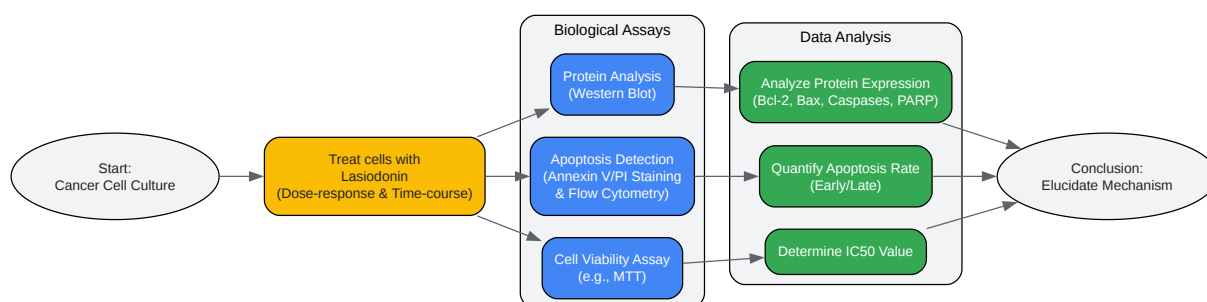 Start:
Cancer Cell Culture
Treat cells with
Lasiodonin
(Dose-response & Time-course)
Biological Assays
Protein Analysis
(Western Blot)
Apoptosis Detection
(Annexin V/PI Staining
& Flow Cytometry)
Cell Viability Assay
(e.g., MTT)
Data Analysis
Analyze Protein Expression
(Bcl-2, Bax, Caspases, PARP)
Quantify Apoptosis Rate
(Early/Late)
Determine IC50 Value
Conclusion:
Elucidate Mechanism